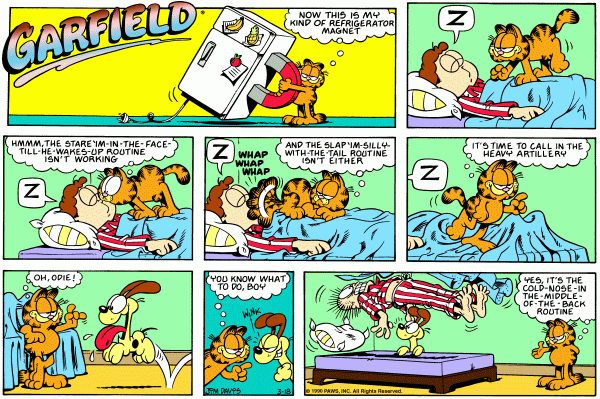 GARFIELD®
NOW THIS IS MY
KIND OF REFRIGERATOR
MAGNET
Z
HMMM, THE STARE'IM-IN-THE-FACE-
TILL-HE-WAKES-UP ROUTINE
ISN'T WORKING
Z
Z
WHAP
WHAP
WHAP
AND THE SLAP'IM-SILLY-
WITH-THE-TAIL ROUTINE
ISN'T EITHER
Z
IT'S TIME TO CALL IN THE
HEAVY ARTILLERY
OH, ODIE!
YOU KNOW WHAT
TO DO, BOY
WINK
JIM DAVIS
3-18
YES, IT'S THE
COLD-NOSE-IN
THE-MIDDLE-
OF-THE-BACK
ROUTINE
© 1990 PAWS, INC. All Rights Reserved.